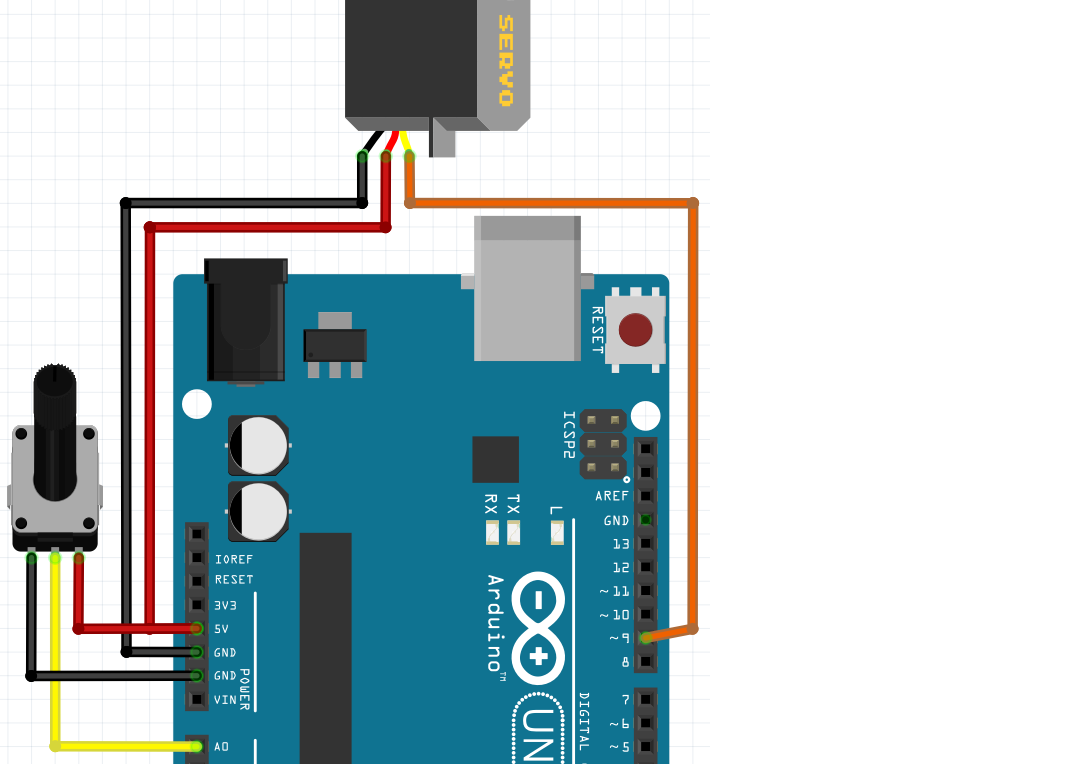 SERVO
RESET
ICSP2
AREF
GND
13
12
~11
~10
~9
8
7
~6
~5
RX
TX
L
IOREF
RESET
3V3
5V
GND
GND
VIN
POWER
A0
Arduino™
UN
DIGITAL